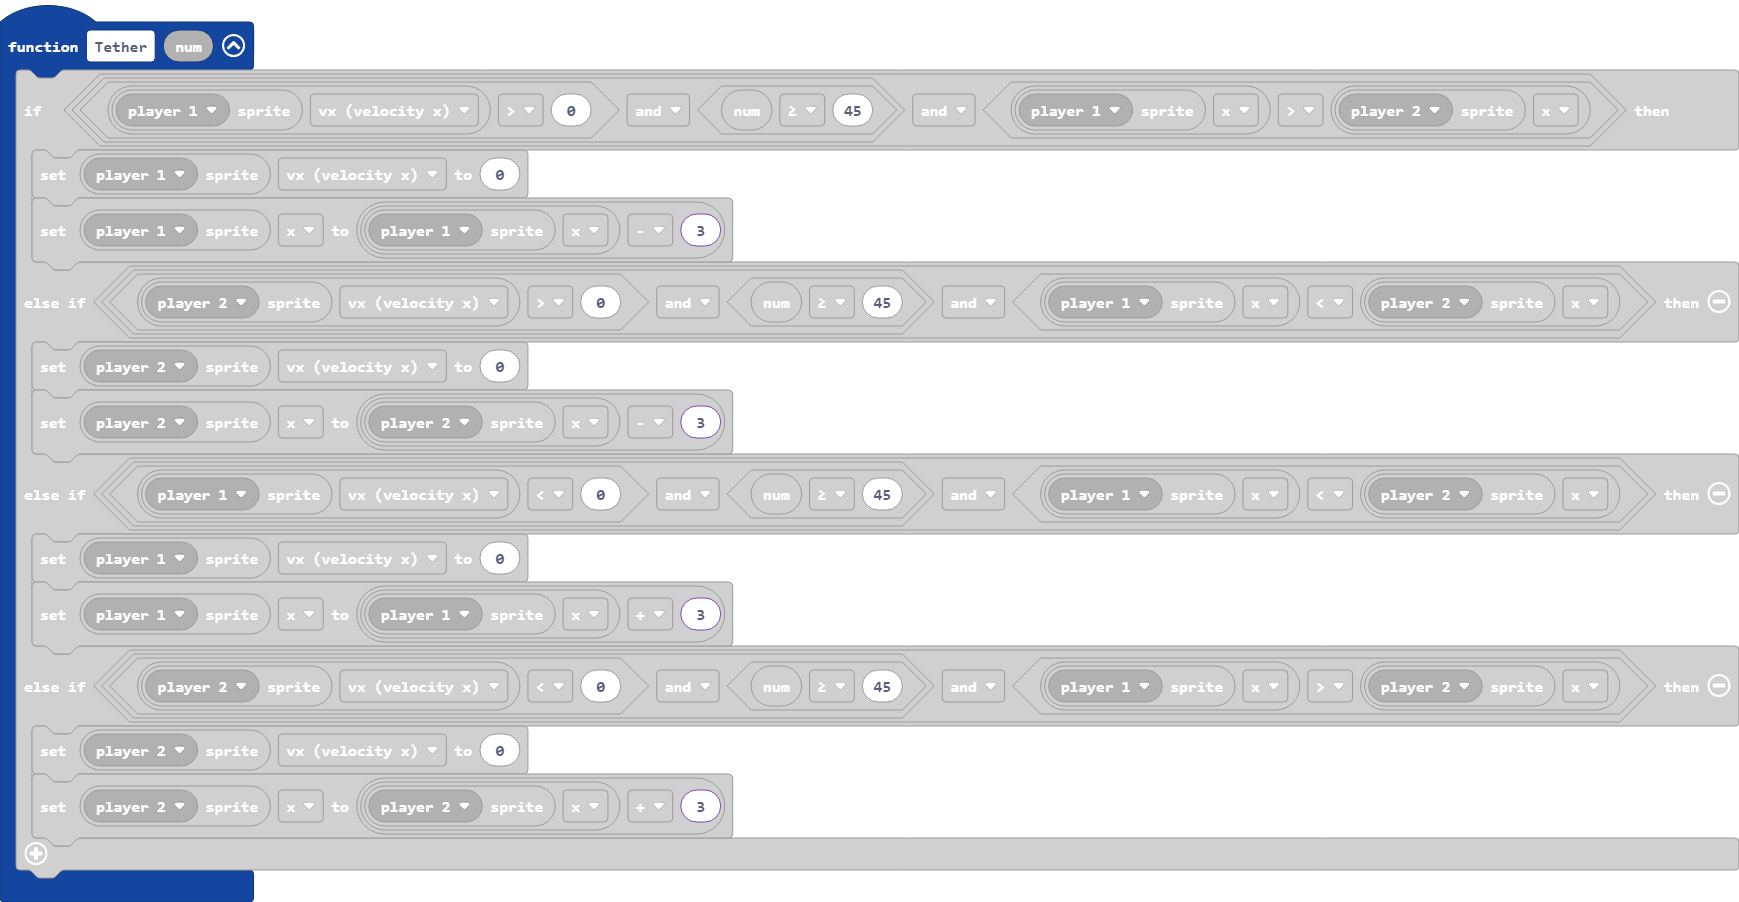 function Tether num
if player 1 sprite vx (velocity x) > 0 and num ≥ 45 and player 1 sprite x > player 2 sprite x then
set player 1 sprite vx (velocity x) to 0
set player 1 sprite x to player 1 sprite x - 3
else if player 2 sprite vx (velocity x) > 0 and num ≥ 45 and player 1 sprite x < player 2 sprite x then
set player 2 sprite vx (velocity x) to 0
set player 2 sprite x to player 2 sprite x - 3
else if player 1 sprite vx (velocity x) < 0 and num ≥ 45 and player 1 sprite x < player 2 sprite x then
set player 1 sprite vx (velocity x) to 0
set player 1 sprite x to player 1 sprite x + 3
else if player 2 sprite vx (velocity x) < 0 and num ≥ 45 and player 1 sprite x > player 2 sprite x then
set player 2 sprite vx (velocity x) to 0
set player 2 sprite x to player 2 sprite x + 3